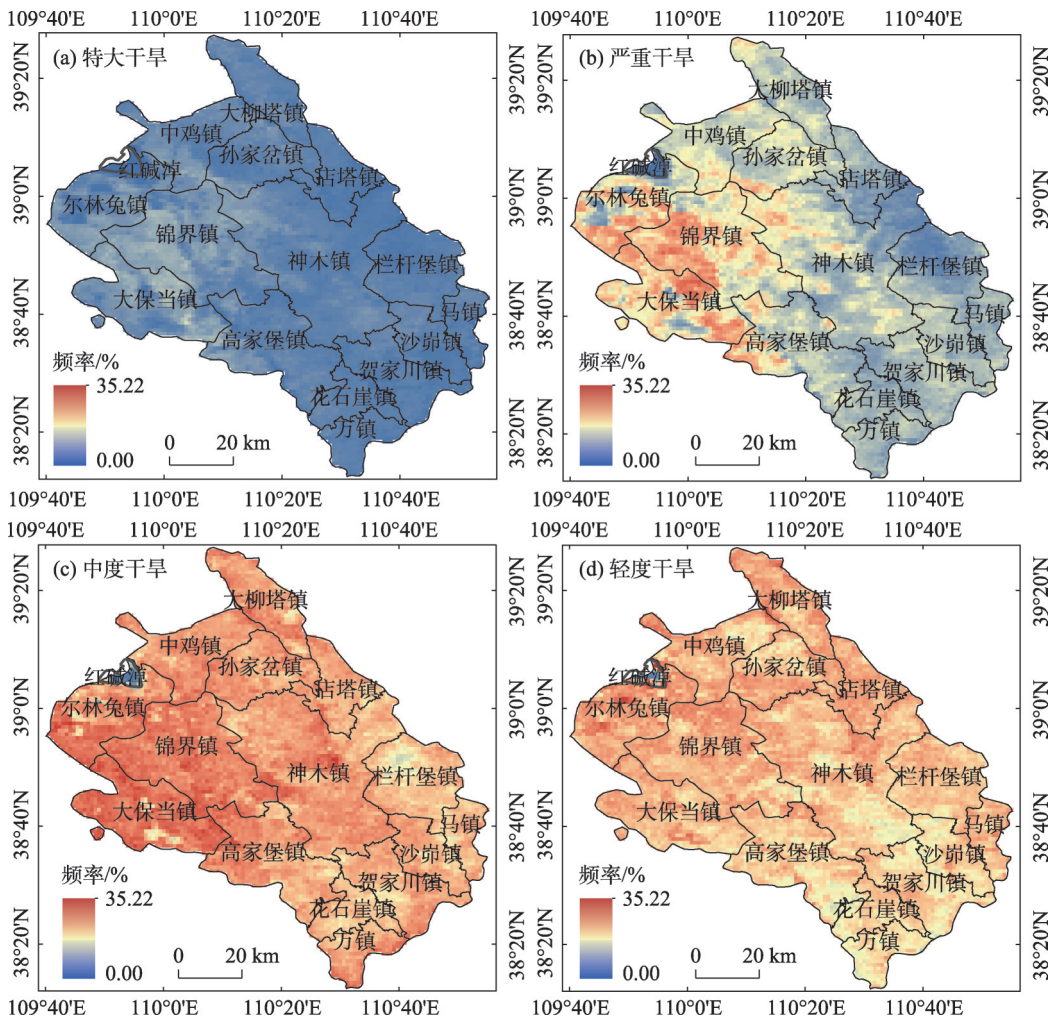 109°40′E 110°0′E 110°20′E 110°40′E 109°40′E 110°0′E 110°20′E 110°40′E
(a) 特大干旱
39°20′N
39°0′N
38°40′N
38°20′N
大柳塔镇
中鸡镇
孙家岔镇
红碱淖
店塔镇
尔林兔镇
锦界镇
神木镇
栏杆堡镇
大保当镇
马镇
高家堡镇
沙峁镇
贺家川镇
花石崖镇
万镇
频率/%
35.22
0.00
0 20 km
(b) 严重干旱
39°20′N
39°0′N
38°40′N
38°20′N
大柳塔镇
中鸡镇
孙家岔镇
红碱淖
店塔镇
尔林兔镇
锦界镇
神木镇
栏杆堡镇
大保当镇
马镇
高家堡镇
沙峁镇
贺家川镇
花石崖镇
万镇
频率/%
35.22
0.00
0 20 km
109°40′E 110°0′E 110°20′E 110°40′E 109°40′E 110°0′E 110°20′E 110°40′E
(c) 中度干旱
39°20′N
39°0′N
38°40′N
38°20′N
大柳塔镇
中鸡镇
孙家岔镇
红碱淖
店塔镇
尔林兔镇
锦界镇
神木镇
栏杆堡镇
大保当镇
马镇
高家堡镇
沙峁镇
贺家川镇
花石崖镇
万镇
频率/%
35.22
0.00
0 20 km
(d) 轻度干旱
39°20′N
39°0′N
38°40′N
38°20′N
大柳塔镇
中鸡镇
孙家岔镇
红碱淖
店塔镇
尔林兔镇
锦界镇
神木镇
栏杆堡镇
大保当镇
马镇
高家堡镇
沙峁镇
贺家川镇
花石崖镇
万镇
频率/%
35.22
0.00
0 20 km
109°40′E 110°0′E 110°20′E 110°40′E 109°40′E 110°0′E 110°20′E 110°40′E